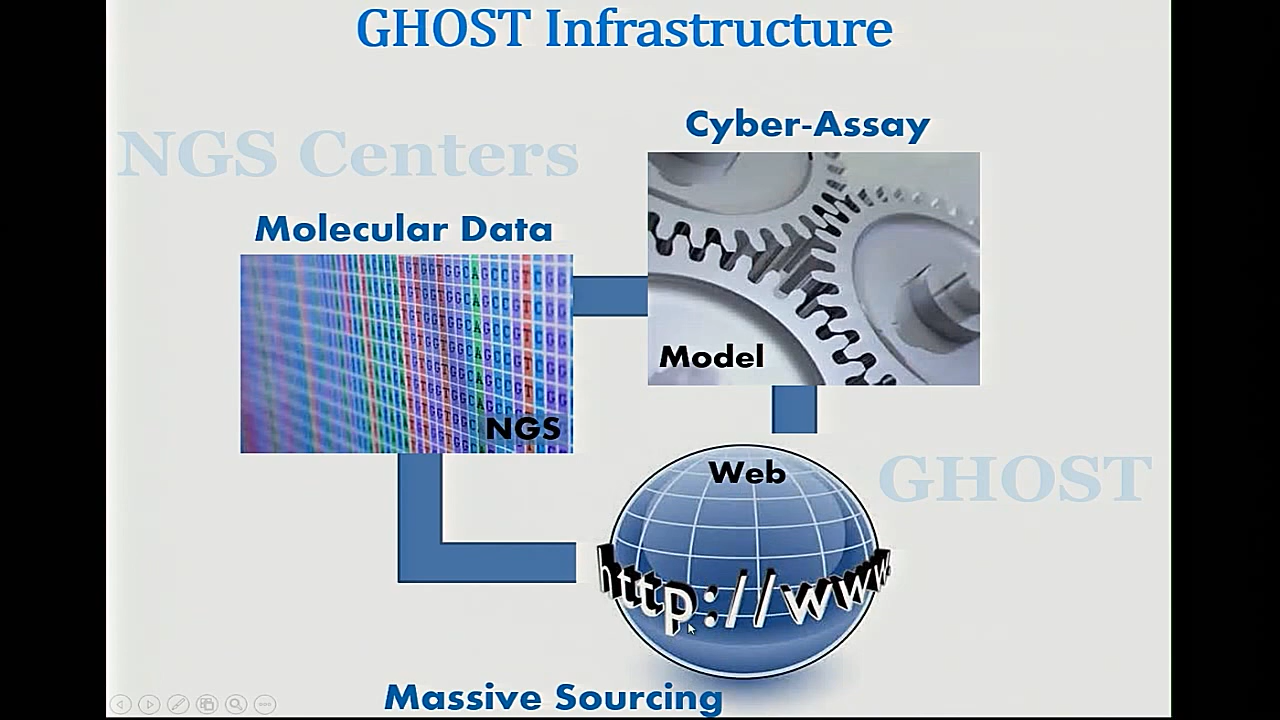 GHOST Infrastructure
Cyber-Assay
NGS Centers
Molecular Data
Model
NGS
Web
GHOST
http://www
Massive Sourcing